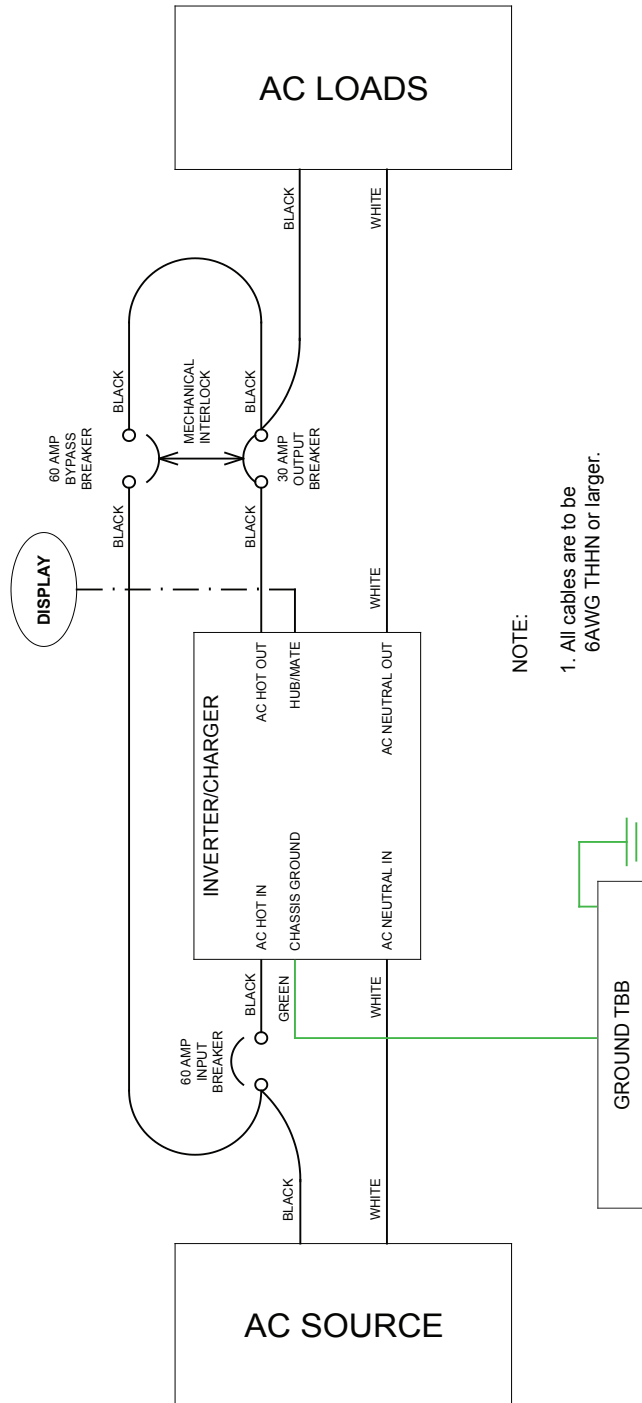 AC SOURCE
BLACK
WHITE
60 AMP
INPUT
BREAKER
BLACK
GREEN
WHITE
INVERTER/CHARGER
AC HOT IN
CHASSIS GROUND
AC NEUTRAL IN
AC HOT OUT
HUB/MATE
AC NEUTRAL OUT
DISPLAY
60 AMP
BYPASS
BREAKER
BLACK
BLACK
MECHANICAL
INTERLOCK
BLACK
BLACK
30 AMP
OUTPUT
BREAKER
WHITE
BLACK
WHITE
AC LOADS
GROUND TBB
NOTE:
1. All cables are to be
6AWG THHN or larger.